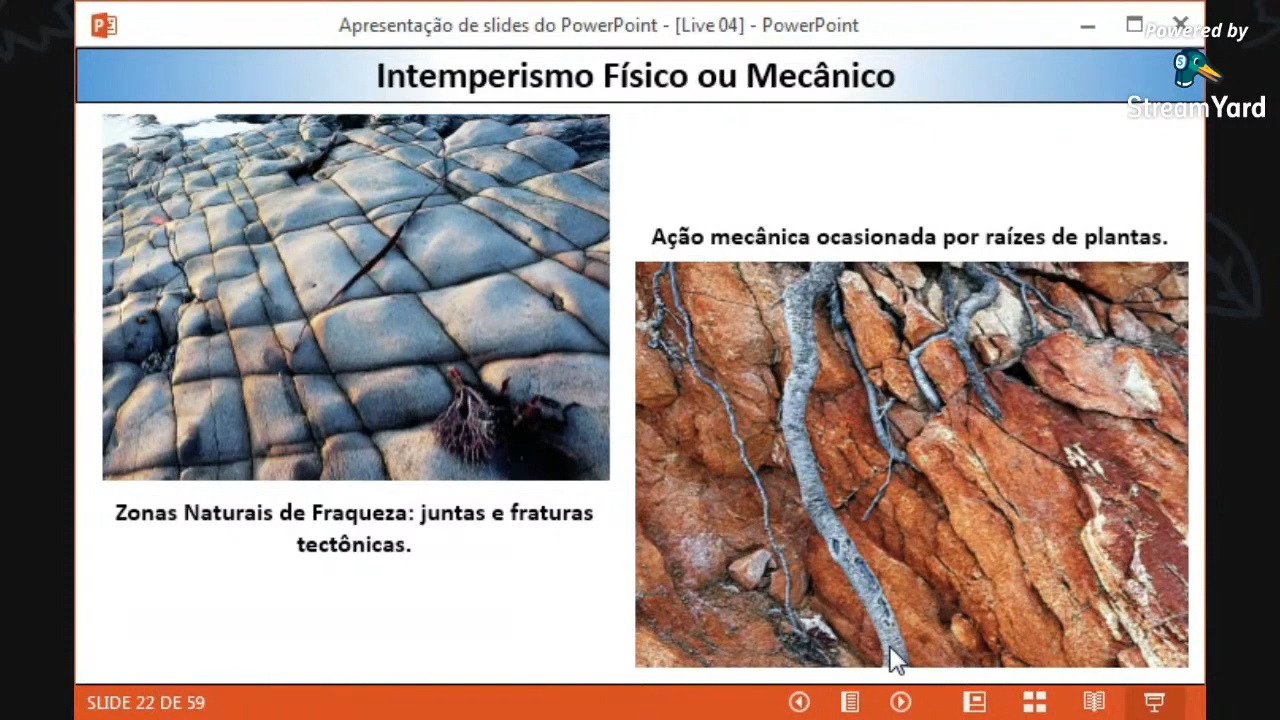 Apresentação de slides do PowerPoint - [Live 04] - PowerPoint
Powered by
StreamYard
Intemperismo Físico ou Mecânico
Ação mecânica ocasionada por raízes de plantas.
Zonas Naturais de Fraqueza: juntas e fraturas
tectônicas.
SLIDE 22 DE 59